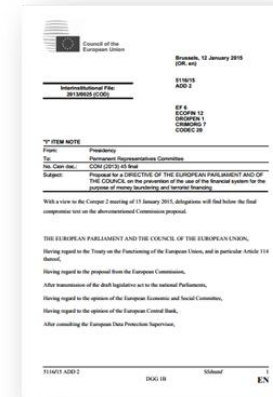 Council of the
European Union
Brussels, 12 January 2015
(OR. en)
5116/15
ADD 2
Interinstitutional File:
2013/0025 (COD)
EF 6
ECOFIN 12
DROIPEN 1
CRIMORG 7
CODEC 28
"I" ITEM NOTE
From: Presidency
To: Permanent Representatives Committee
No. Cion doc.: COM (2013) 45 final
Subject: Proposal for a DIRECTIVE OF THE EUROPEAN PARLIAMENT AND OF
THE COUNCIL on the prevention of the use of the financial system for the
purpose of money laundering and terrorist financing
With a view to the Coreper 2 meeting of 15 January 2015, delegations will find below the final
compromise text on the abovementioned Commission proposal.
THE EUROPEAN PARLIAMENT AND THE COUNCIL OF THE EUROPEAN UNION,
Having regard to the Treaty on the Functioning of the European Union, and in particular Article 114
thereof,
Having regard to the proposal from the European Commission,
After transmission of the draft legislative act to the national Parliaments,
Having regard to the opinion of the European Economic and Social Committee,
Having regard to the opinion of the European Central Bank,
After consulting the European Data Protection Supervisor,
5116/15 ADD 2 1
DGG 1B EN